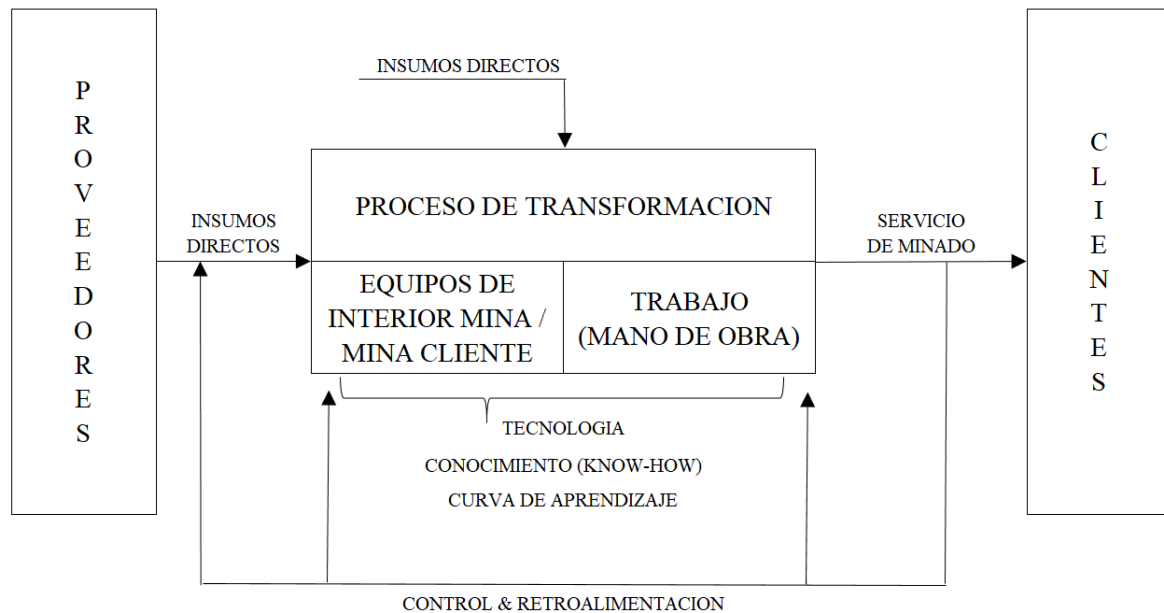 PROVEEDORES
INSUMOS DIRECTOS
INSUMOS
DIRECTOS
PROCESO DE TRANSFORMACION
EQUIPOS DE
INTERIOR MINA /
MINA CLIENTE
TRABAJO
(MANO DE OBRA)
TECNOLOGIA
CONOCIMIENTO (KNOW-HOW)
CURVA DE APRENDIZAJE
SERVICIO
DE MINADO
CLIENTES
CONTROL & RETROALIMENTACION